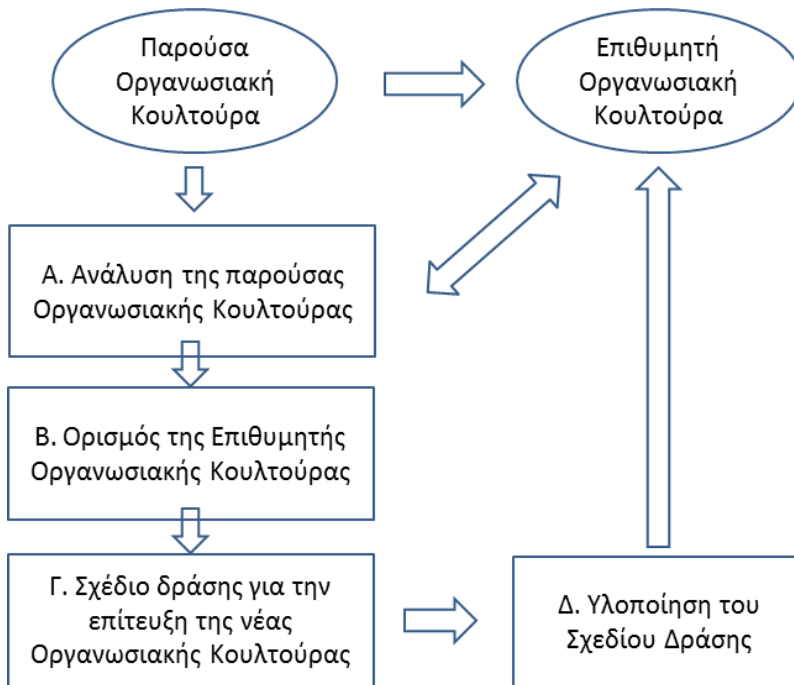 Παρούσα
Οργανωσιακή
Κουλτούρα
Επιθυμητή
Οργανωσιακή
Κουλτούρα
Α. Ανάλυση της παρούσας
Οργανωσιακής Κουλτούρας
Β. Ορισμός της Επιθυμητής
Οργανωσιακής Κουλτούρας
Γ. Σχέδιο δράσης για την
επίτευξη της νέας
Οργανωσιακής Κουλτούρας
Δ. Υλοποίηση του
Σχεδίου Δράσης